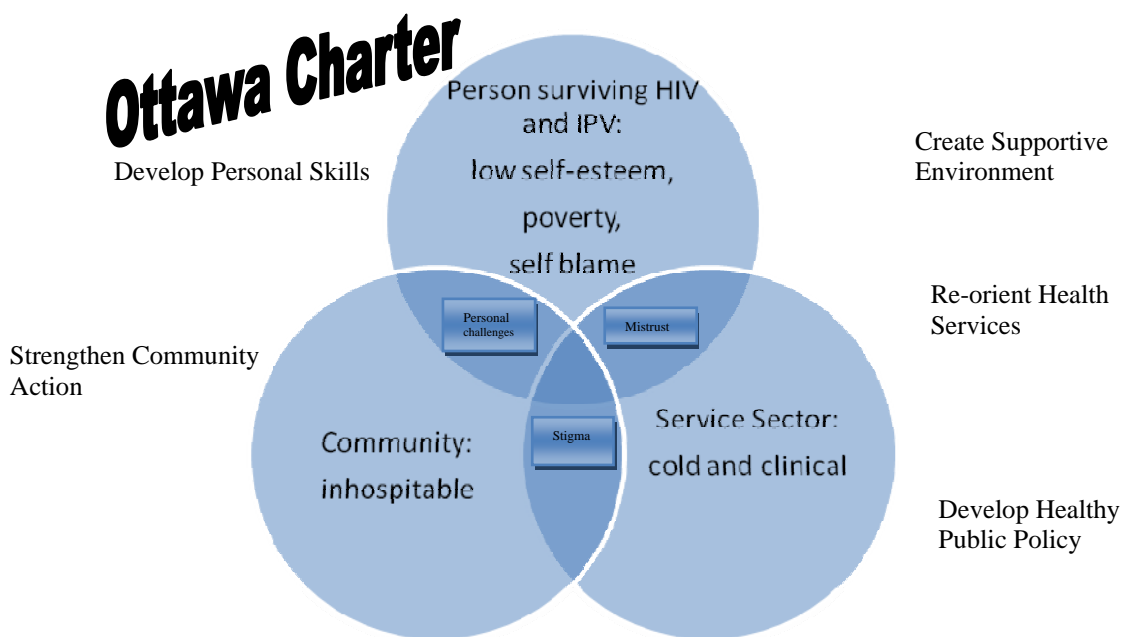 Ottawa Charter
Develop Personal Skills
Person surviving HIV
and IPV:
low self-esteem,
poverty,
self blame
Create Supportive
Environment
Re-orient Health
Services
Personal
challenges
Mistrust
Strengthen Community
Action
Stigma
Community:
inhospitable
Service Sector:
cold and clinical
Develop Healthy
Public Policy